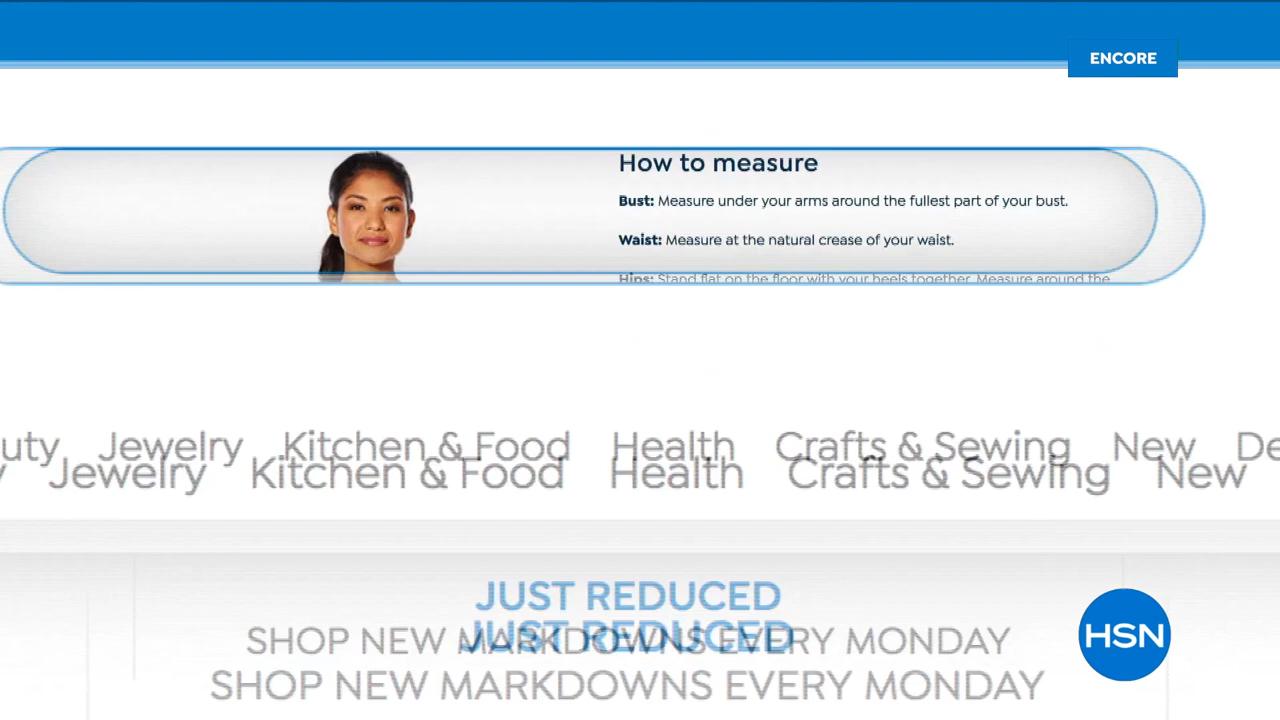 ENCORE
How to measure
Bust: Measure under your arms around the fullest part of your bust.
Waist: Measure at the natural crease of your waist.
Hips: Stand flat on the floor with your heels together. Measure around the
uty Jewelry Kitchen & Food Health Crafts & Sewing New De
y Jewelry Kitchen & Food Health Crafts & Sewing New
JUST REDUCED
SHOP NEW MARKDOWNS EVERY MONDAY
JUST REDUCED
HSN
SHOP NEW MARKDOWNS EVERY MONDAY